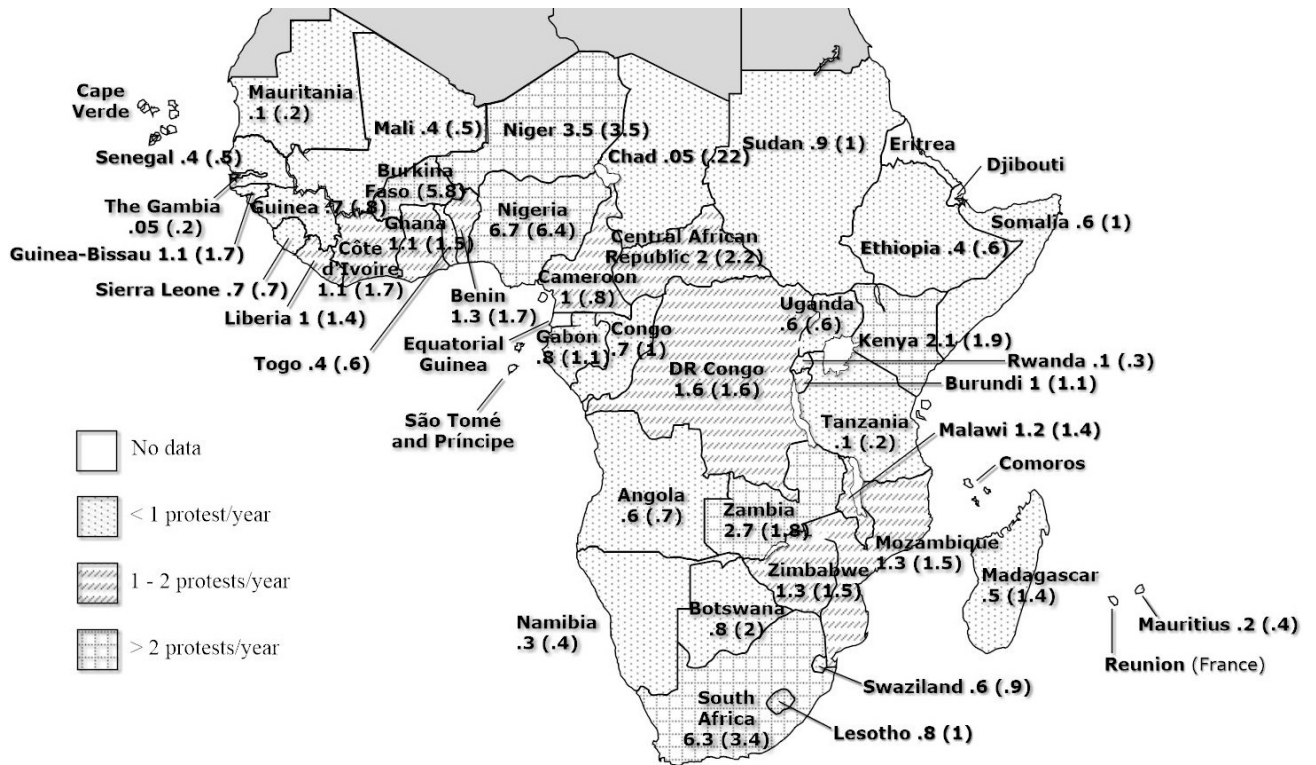 Cape
Verde
Mauritania
.1 (.2)
Mali .4 (.5)
Niger 3.5 (3.5)
Chad .05 (.22)
Sudan .9 (1)
Eritrea
Djibouti
Senegal .4 (.5)
Burkina
Faso (5.8)
The Gambia
.05 (.2)
Guinea .7 (.8)
Ghana
1.1 (1.5)
Nigeria
6.7 (6.4)
Somalia .6 (1)
Central African
Republic 2 (2.2)
Ethiopia .4 (.6)
Guinea-Bissau 1.1 (1.7)
Côte
d'Ivoire
1.1 (1.7)
Cameroon
1 (.8)
Sierra Leone .7 (.7)
Liberia 1 (1.4)
Benin
1.3 (1.7)
Uganda
.6 (.6)
Togo .4 (.6)
Equatorial
Guinea
Gabon
.8 (1.1)
Congo
.7 (1)
Kenya 2.1 (1.9)
Rwanda .1 (.3)
DR Congo
1.6 (1.6)
Burundi 1 (1.1)
São Tomé
and Príncipe
Tanzania
.1 (.2)
Malawi 1.2 (1.4)
Comoros
No data
< 1 protest/year
1 - 2 protests/year
> 2 protests/year
Angola
.6 (.7)
Zambia
2.7 (1.8)
Mozambique
1.3 (1.5)
Zimbabwe
1.3 (1.5)
Madagascar
.5 (1.4)
Namibia
.3 (.4)
Botswana
.8 (2)
Mauritius .2 (.4)
Reunion (France)
Swaziland .6 (.9)
South
Africa
6.3 (3.4)
Lesotho .8 (1)